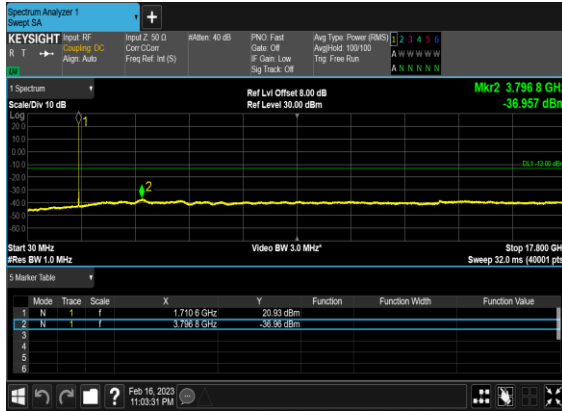 Spectrum Analyzer 1
Swept SA
+
KEYSIGHT
R T
LU
Input: RF
Coupling: DC
Align: Auto
Input Z: 50 Ω
Corr CCorr
Freq Ref: Int (S)
#Atten: 40 dB
PNO: Fast
Gate: Off
IF Gain: Low
Sig Track: Off
Avg Type: Power (RMS)
Avg|Hold: 100/100
Trig: Free Run
1 2 3 4 5 6
A W W W W W
A N N N N N
1 Spectrum
Scale/Div 10 dB
Ref Lvl Offset 8.00 dB
Ref Level 30.00 dBm
Mkr2 3.796 8 GHz
-36.957 dBm
Log
20.0
10.0
0.00
-10.0
-20.0
-30.0
-40.0
-50.0
-60.0
1
2
DL1 -13.00 dBm
Start 30 MHz
#Res BW 1.0 MHz
Video BW 3.0 MHz*
Stop 17.800 GHz
Sweep 32.0 ms (40001 pts)
5 Marker Table
Mode Trace Scale X Y Function Function Width Function Value
1 N 1 f 1.710 6 GHz 20.93 dBm
2 N 1 f 3.796 8 GHz -36.96 dBm
3
4
5
6
?
Feb 16, 2023
11:03:31 PM